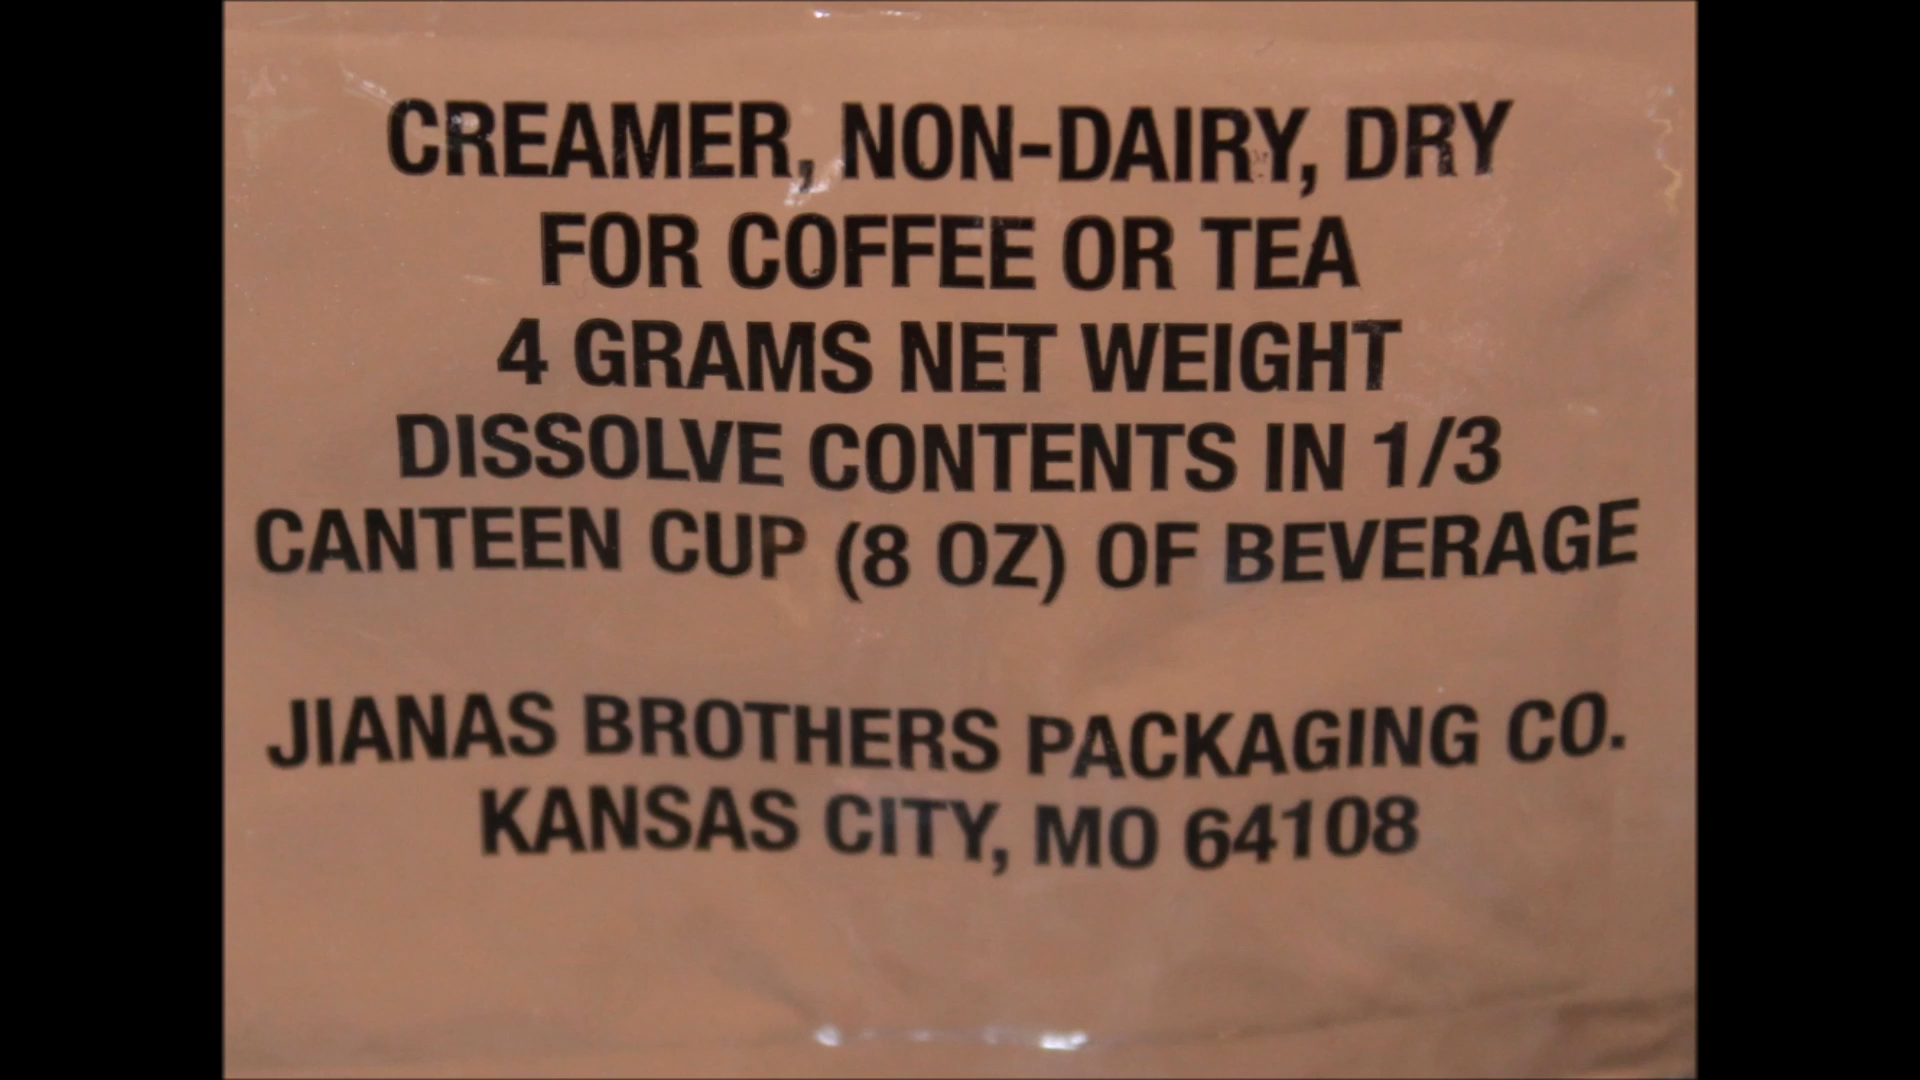 CREAMER, NON-DAIRY, DRY
FOR COFFEE OR TEA
4 GRAMS NET WEIGHT
DISSOLVE CONTENTS IN 1/3
CANTEEN CUP (8 OZ) OF BEVERAGE
JIANAS BROTHERS PACKAGING CO.
KANSAS CITY, MO 64108